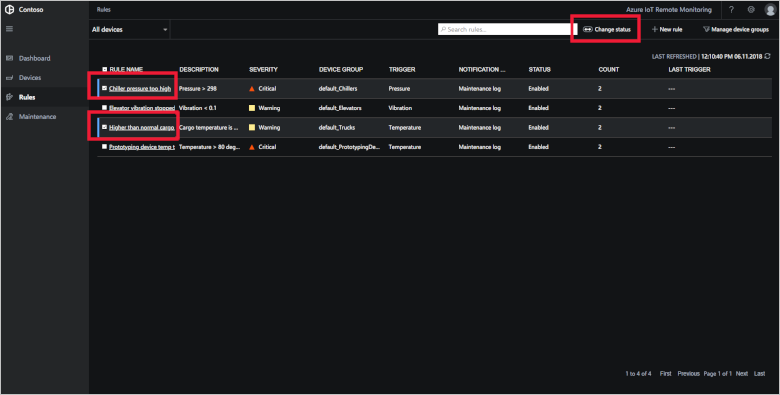 Contoso
Rules
Azure IoT Remote Monitoring
?
All devices
Search rules...
Change status
+ New rule
Manage device groups
LAST REFRESHED | 12:10:40 PM 06.11.2018
Dashboard
Devices
Rules
Maintenance
RULE NAME DESCRIPTION SEVERITY DEVICE GROUP TRIGGER NOTIFICATION ... STATUS COUNT LAST TRIGGER
Chiller pressure too high Pressure > 298 Critical default_Chillers Pressure Maintenance log Enabled 2 ---
Elevator vibration stopped Vibration < 0.1 Warning default_Elevators Vibration Maintenance log Enabled 2 ---
Higher than normal cargo Cargo temperature is ... Warning default_Trucks Temperature Maintenance log Enabled 2 ---
Prototyping device temp t Temperature > 80 deg... Critical default_PrototypingDe... Temperature Maintenance log Enabled 2 ---
1 to 4 of 4 First Previous Page 1 of 1 Next Last